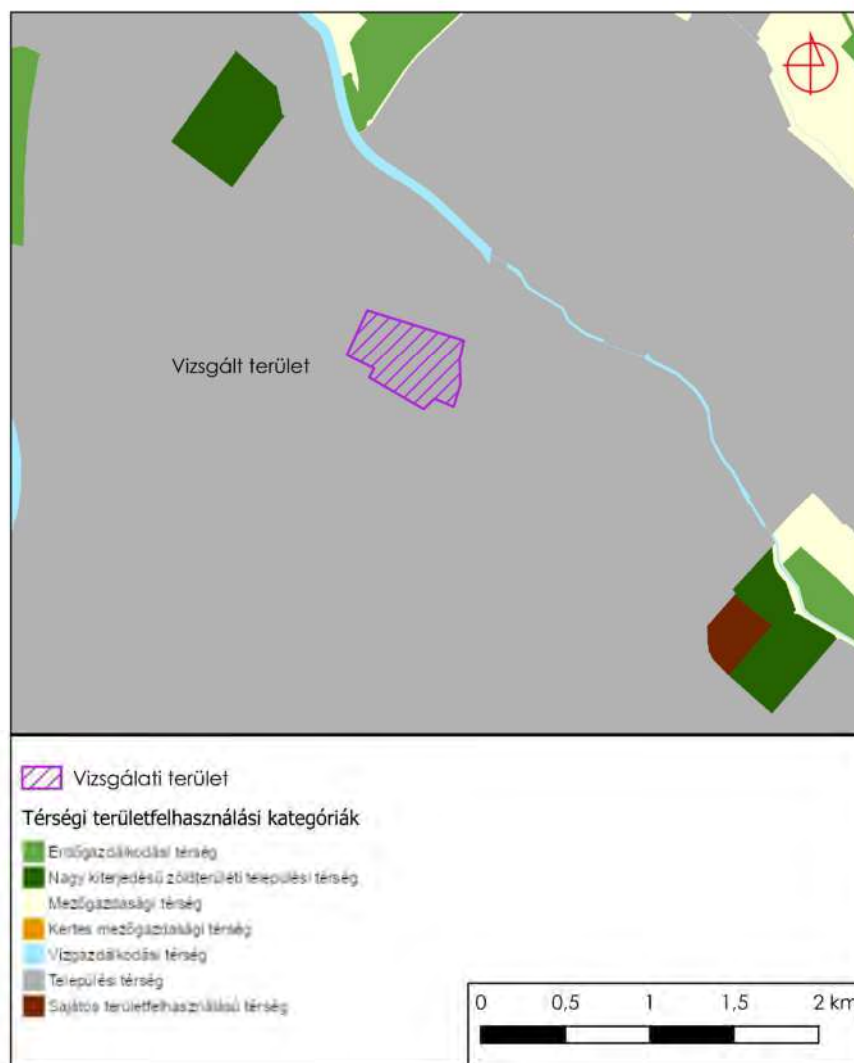 Vizsgált terület
Vizsgálati terület
Térségi területfelhasználási kategóriák
Erdőgazdálkodási térség
Nagy kiterjedésű zöldterületi települési térség
Mezőgazdasági térség
Kertes mezőgazdasági térség
Vízgazdálkodási térség
Települési térség
Sajátos területfelhasználású térség
0 0,5 1 1,5 2 km